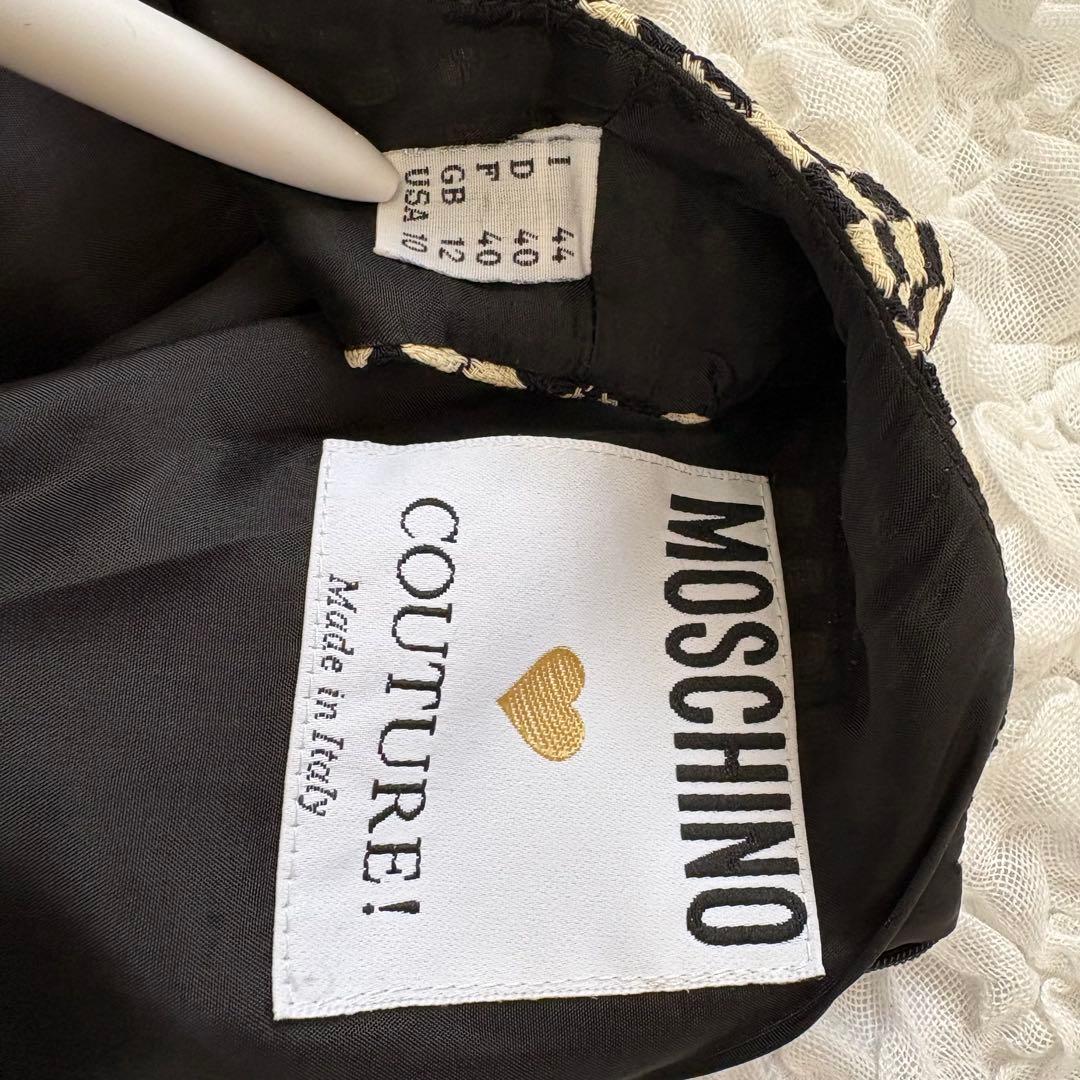 I 44
D 40
F 40
GB 12
USA 10
MOSCHINO
COUTURE!
Made in Italy